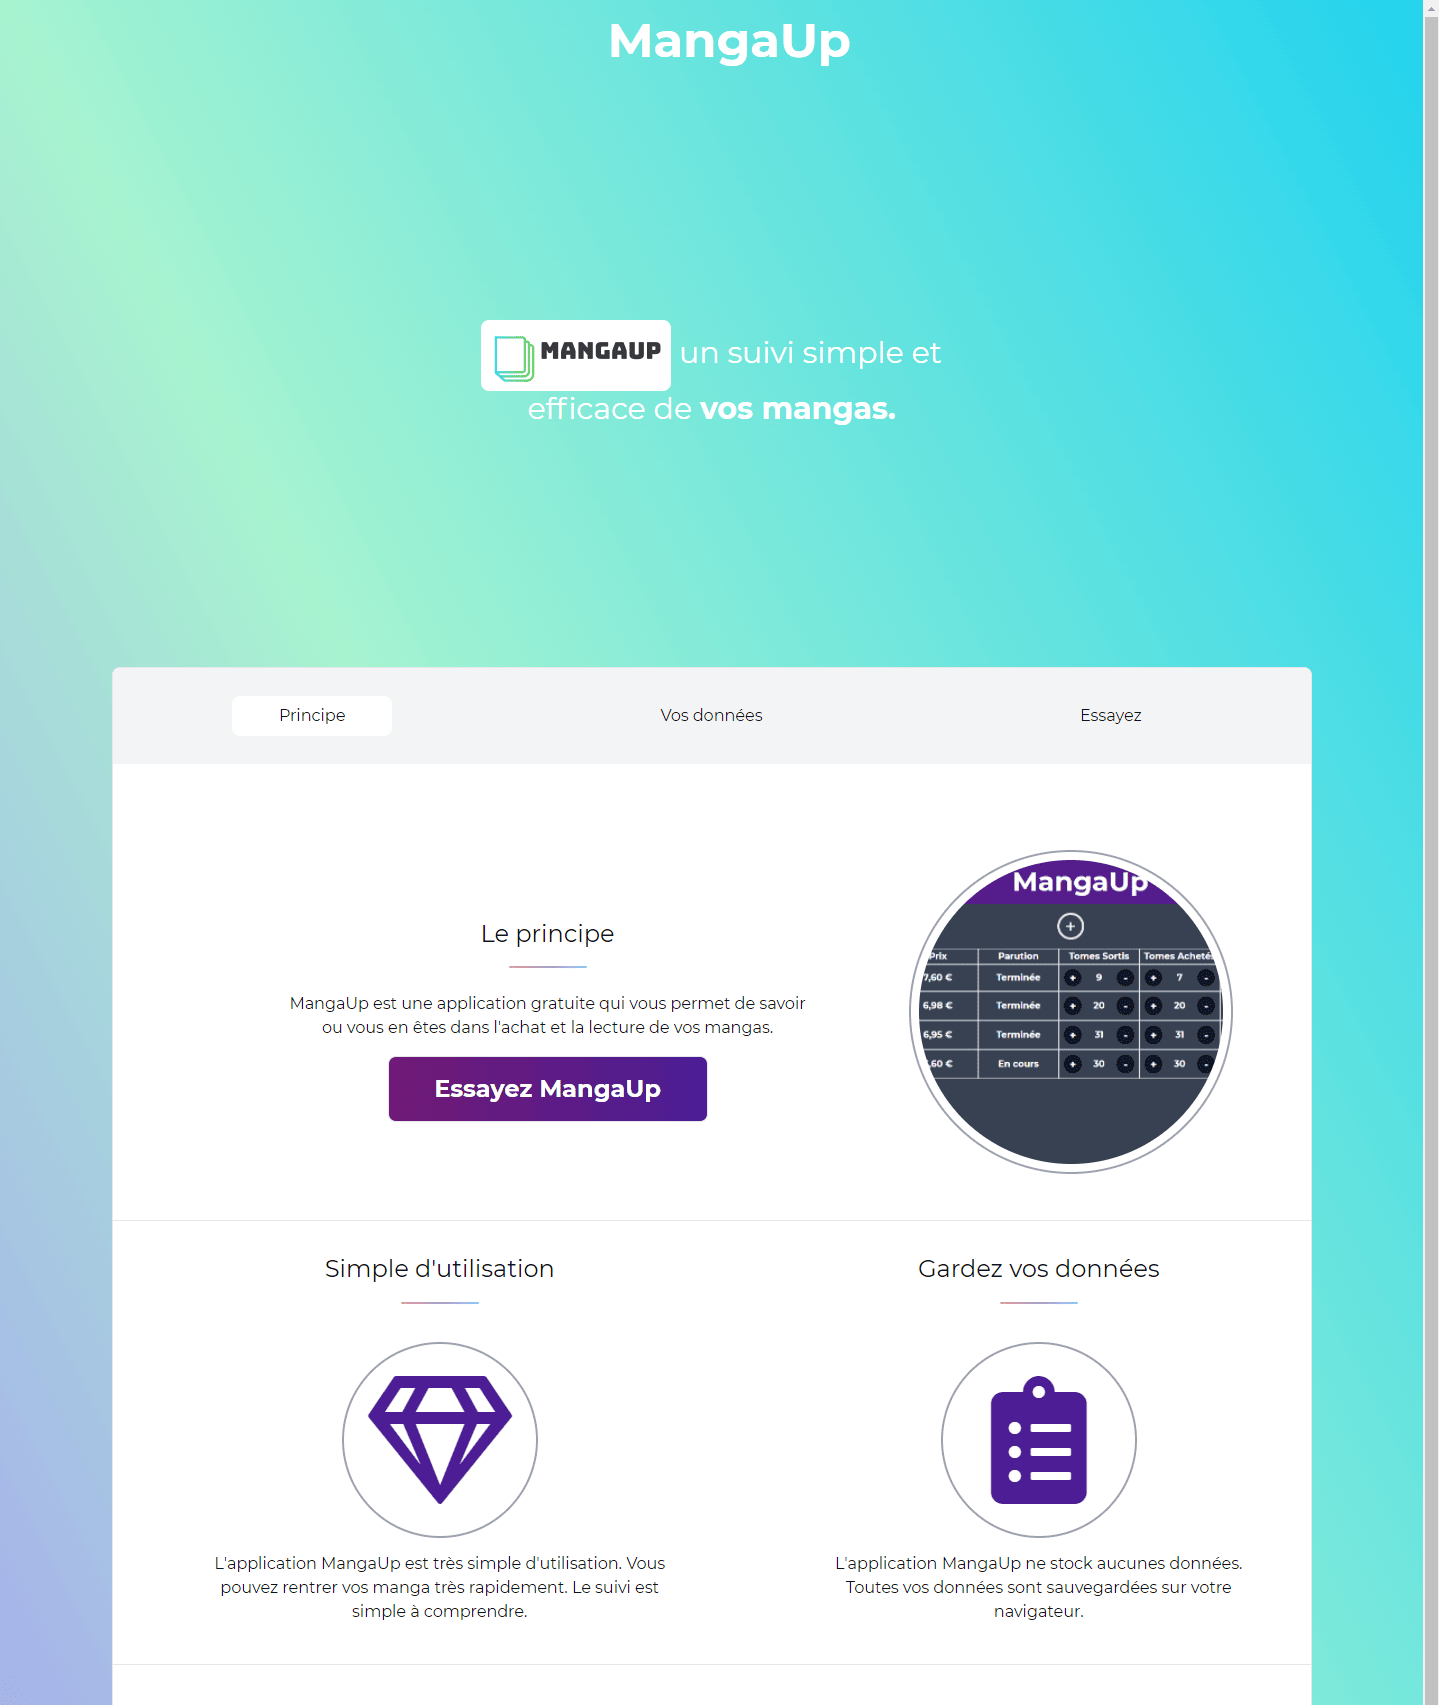 MangaUp
MANGAUP un suivi simple et
efficace de vos mangas.
Principe
Vos données
Essayez
Le principe
MangaUp est une application gratuite qui vous permet de savoir
ou vous en êtes dans l'achat et la lecture de vos mangas.
Essayez MangaUp
MangaUp
+
Prix Parution Tomes Sortis Tomes Acheté
7,60 € Terminée + 9 - + 7 -
6,98 € Terminée + 20 - + 20 -
6,95 € Terminée + 31 - + 31 -
,60 € En cours + 30 - + 30 -
Simple d'utilisation
L'application MangaUp est très simple d'utilisation. Vous
pouvez rentrer vos manga très rapidement. Le suivi est
simple à comprendre.
Gardez vos données
L'application MangaUp ne stock aucunes données.
Toutes vos données sont sauvegardées sur votre
navigateur.